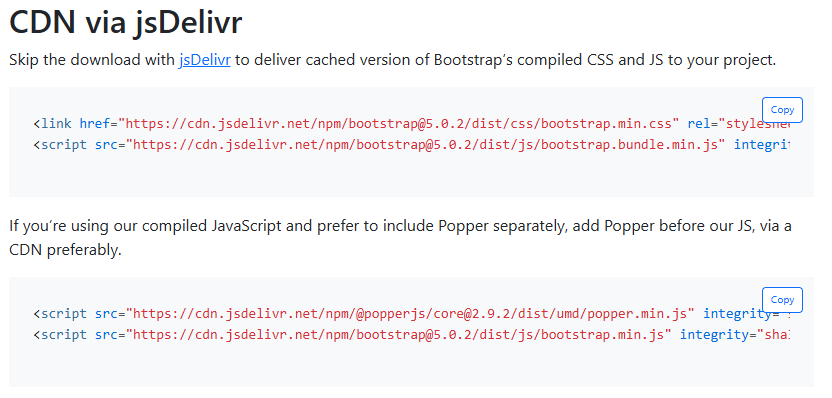 CDN via jsDelivr
Skip the download with jsDelivr to deliver cached version of Bootstrap’s compiled CSS and JS to your project.
Copy
<link href="https://cdn.jsdelivr.net/npm/bootstrap@5.0.2/dist/css/bootstrap.min.css" rel="styleshee
<script src="https://cdn.jsdelivr.net/npm/bootstrap@5.0.2/dist/js/bootstrap.bundle.min.js" integrit
If you’re using our compiled JavaScript and prefer to include Popper separately, add Popper before our JS, via a
CDN preferably.
Copy
<script src="https://cdn.jsdelivr.net/npm/@popperjs/core@2.9.2/dist/umd/popper.min.js" integrity="
<script src="https://cdn.jsdelivr.net/npm/bootstrap@5.0.2/dist/js/bootstrap.min.js" integrity="sha